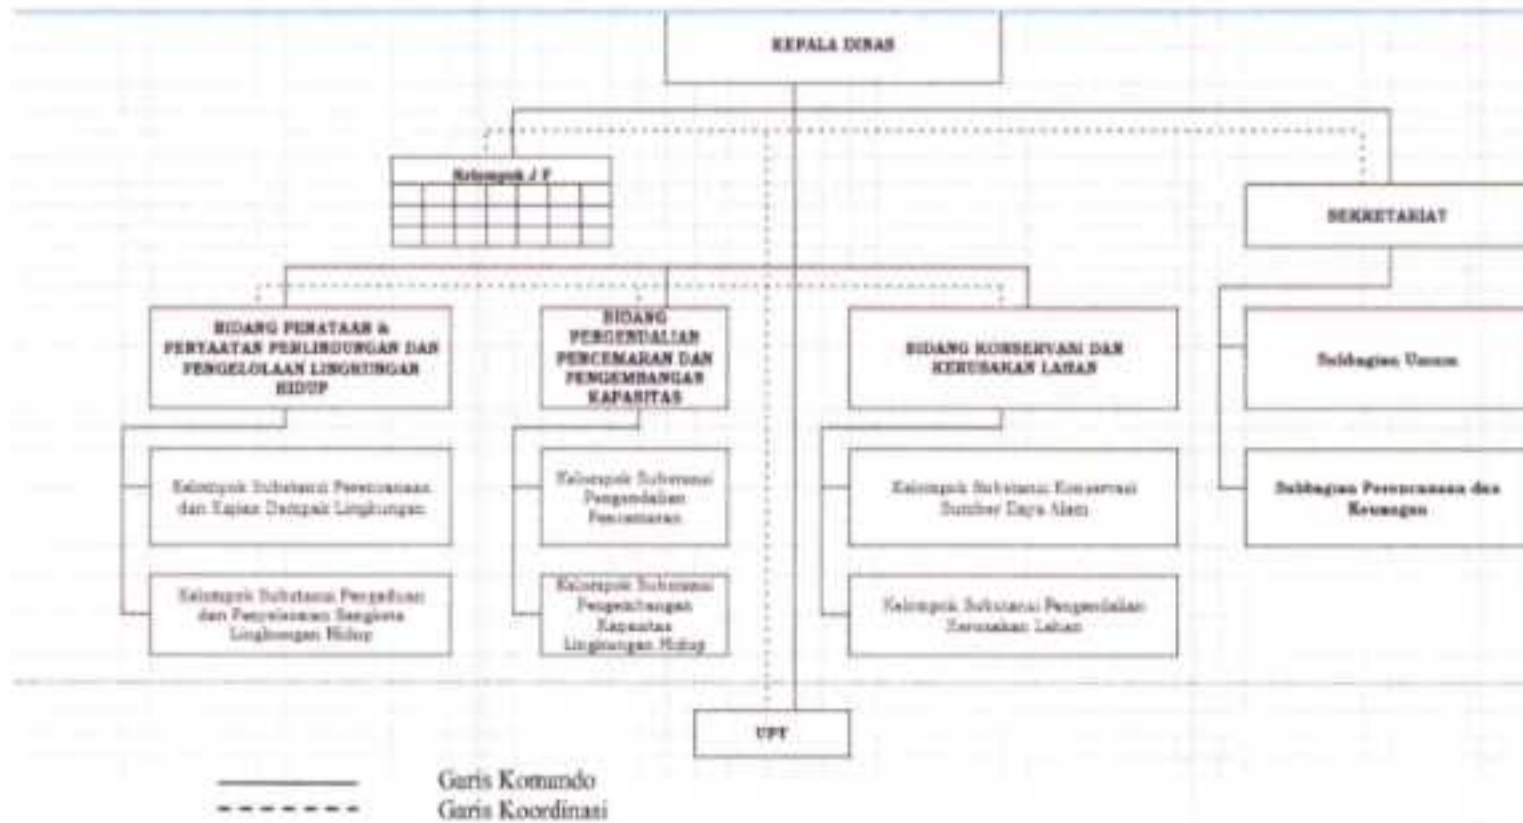 KEPALA DINAS
Kelompok J F
SEKRETARIAT
BIDANG PENATAAN &
PENYAATAN PERLINDUNGAN DAN
PENGELOLAAN LINGKUNGAN
HIDUP
BIDANG
PENGENDALIAN
PENCEMARAN DAN
PENGEMBANGAN
KAPASITAS
BIDANG KONSERVASI DAN
KERUSAKAN LAHAN
Subbagian Umum
Kelompok Substansi Perencanaan
dan Kajian Dampak Lingkungan
Kelompok Substansi
Pengendalian
Pencemaran
Kelompok Substansi Konservasi
Sumber Daya Alam
Subbagian Perencanaan dan
Keuangan
Kelompok Substansi Pengaduan
dan Penyelesaian Sengketa
Lingkungan Hidup
Kelompok Substansi
Pengembangan
Kapasitas
Lingkungan Hidup
Kelompok Substansi Pengendalian
Kerusakan Lahan
UPT
Garis Komando
Garis Koordinasi